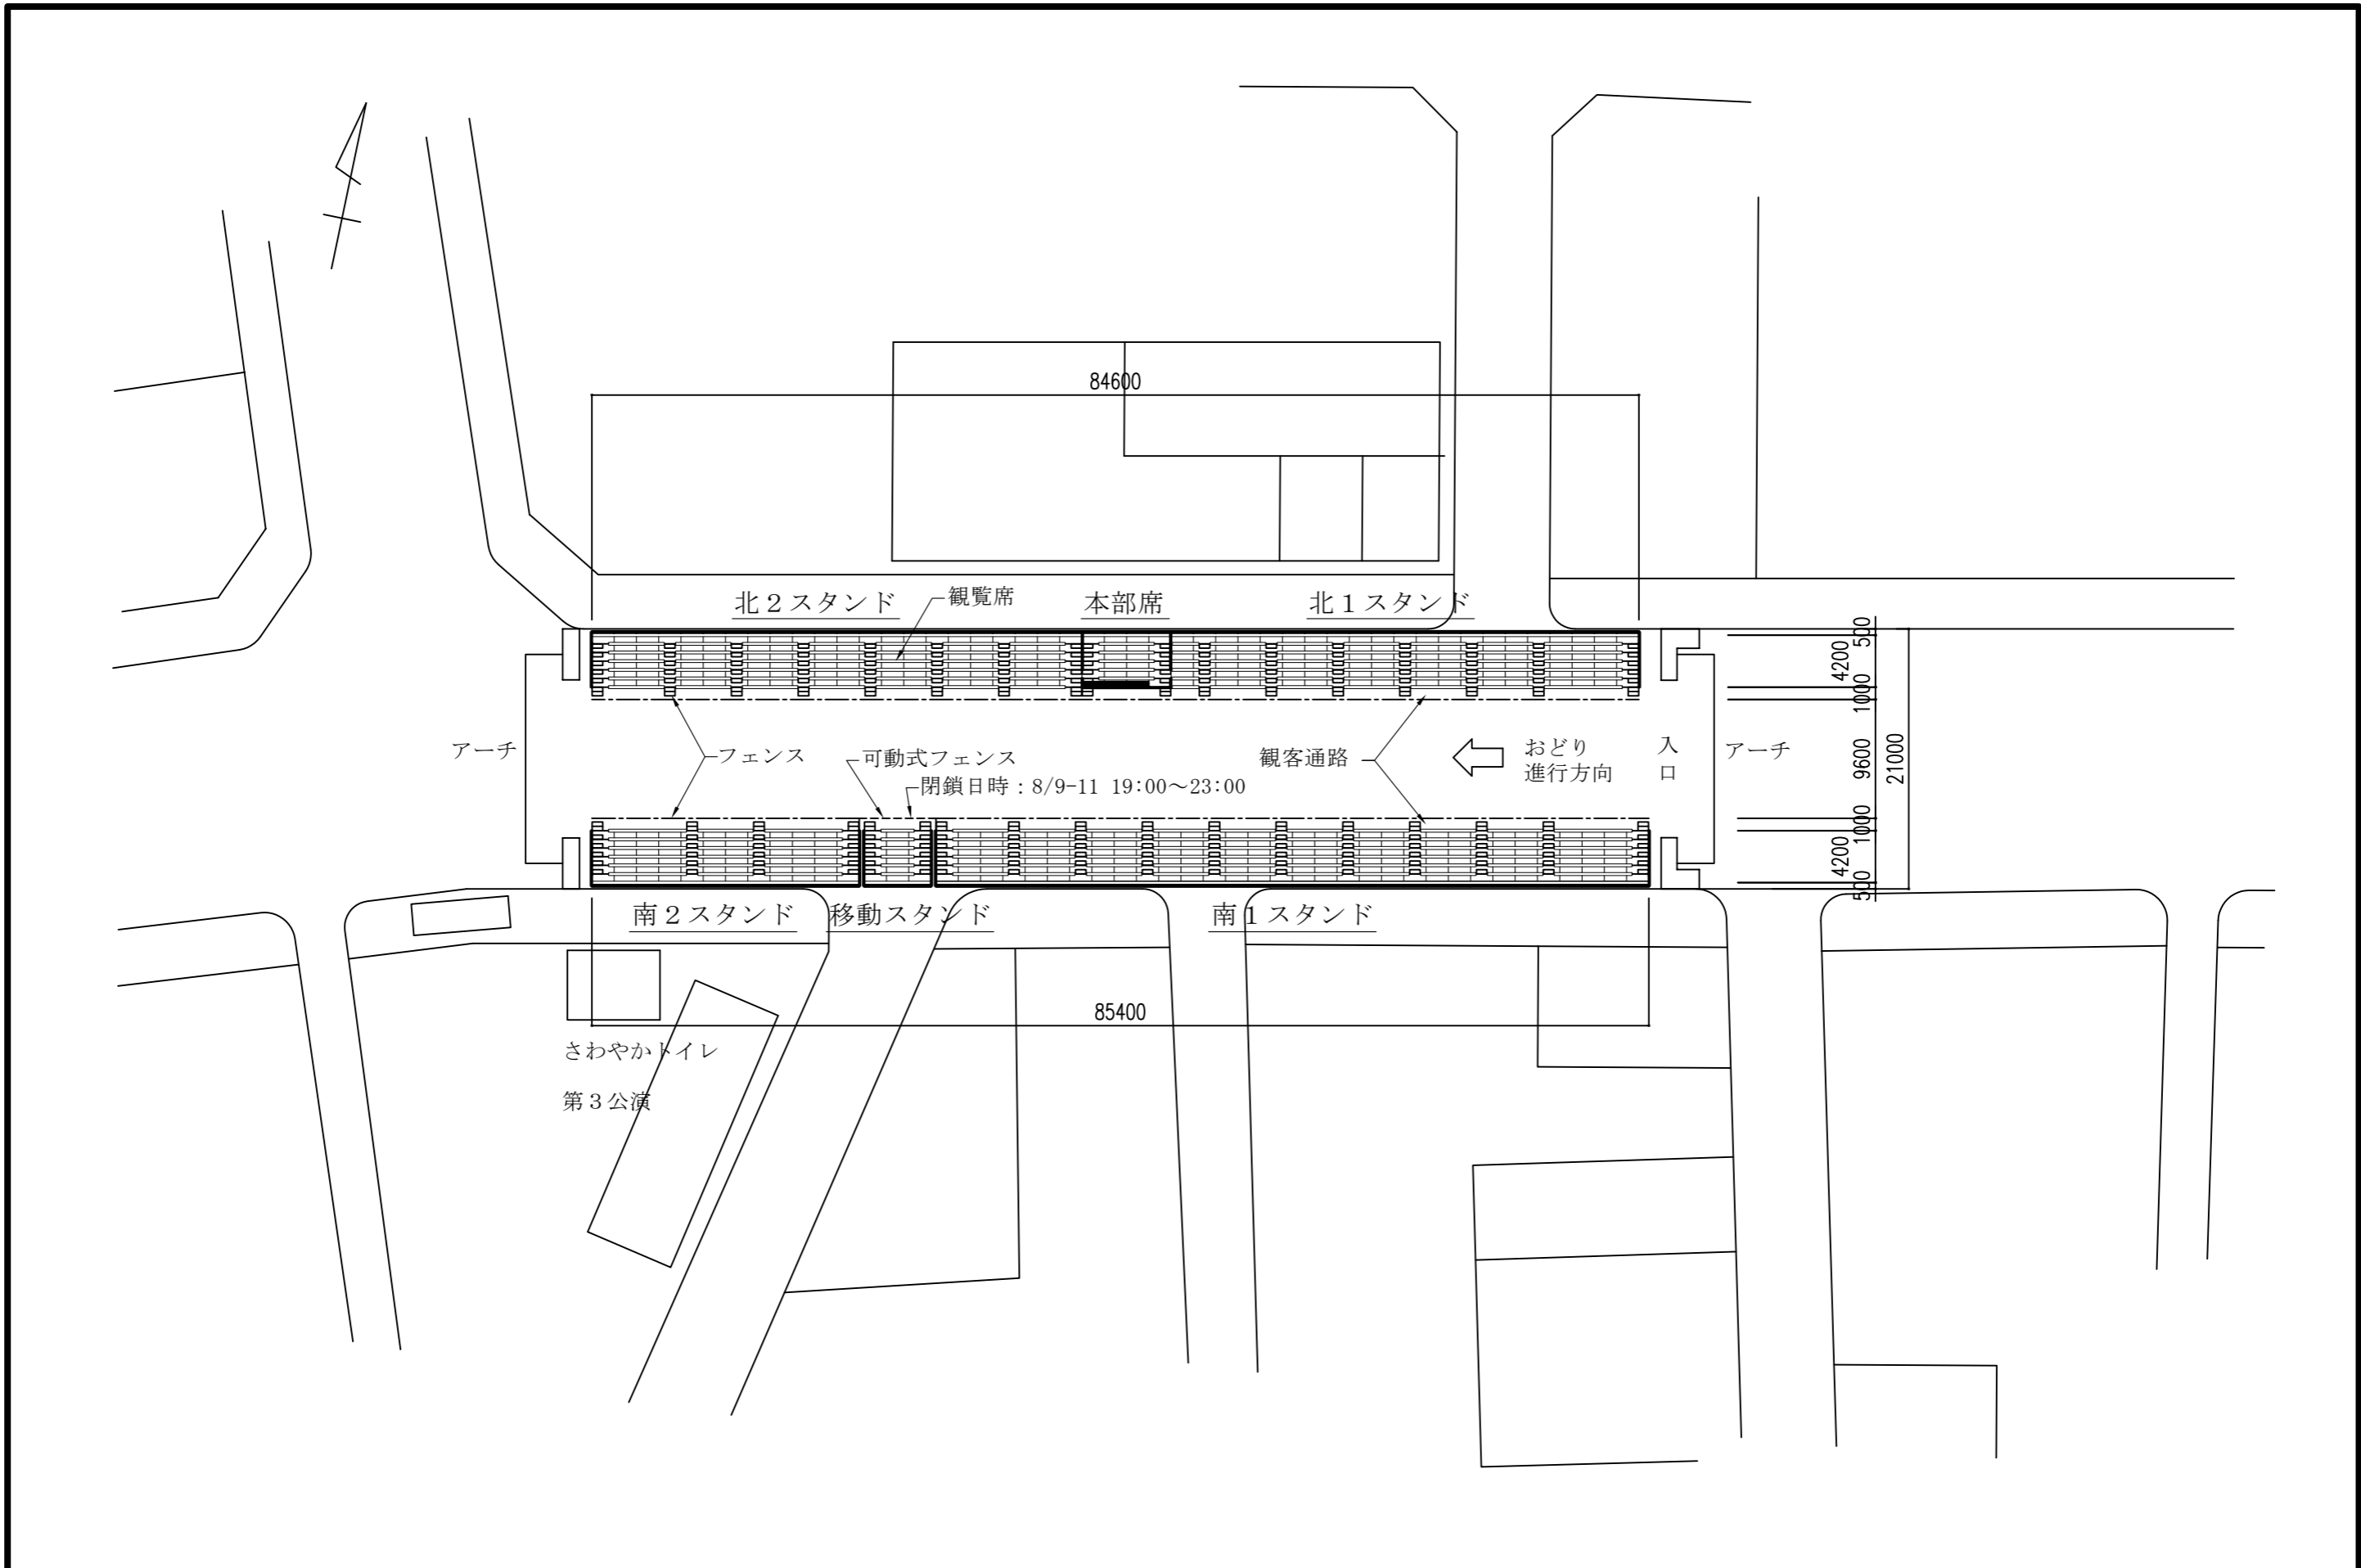 84600
北２スタンド
観覧席
本部席
北１スタンド
500
4200
1000
9600
21000
1000
4200
500
アーチ
フェンス
可動式フェンス
閉鎖日時：8/9-11 19:00～23:00
観客通路
おどり
進行方向
入
口
アーチ
南２スタンド
移動スタンド
南１スタンド
85400
さわやかトイレ
第３公演